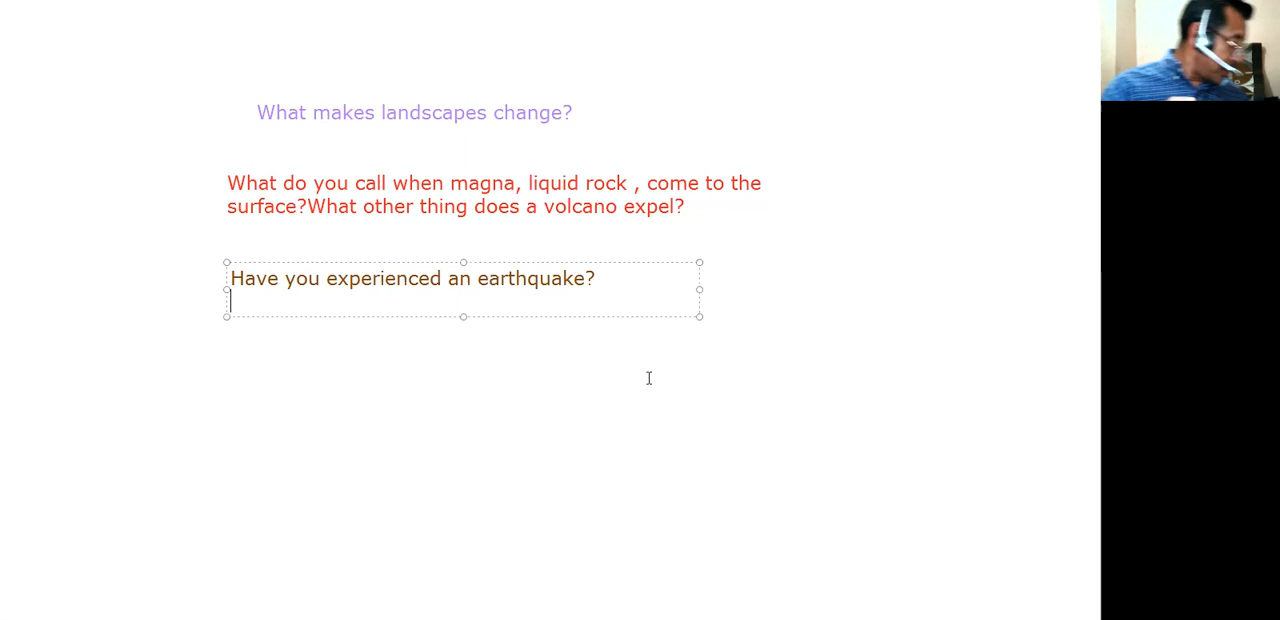 What makes landscapes change?
What do you call when magna, liquid rock , come to the
surface?What other thing does a volcano expel?
Have you experienced an earthquake?